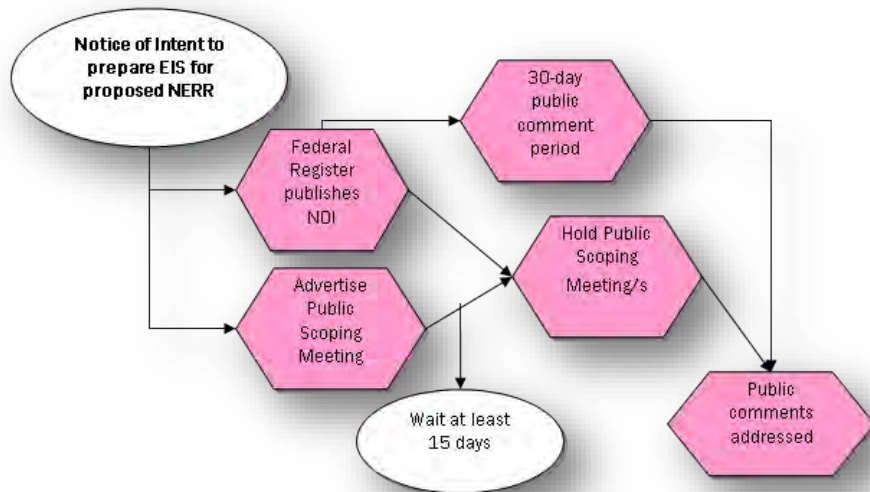 Notice of Intent to
prepare EIS for
proposed NERR
30-day
public
comment
period
Federal
Register
publishes
NOI
Hold Public
Scoping
Meeting/s
Advertise
Public
Scoping
Meeting
Wait at least
15 days
Public
comments
addressed